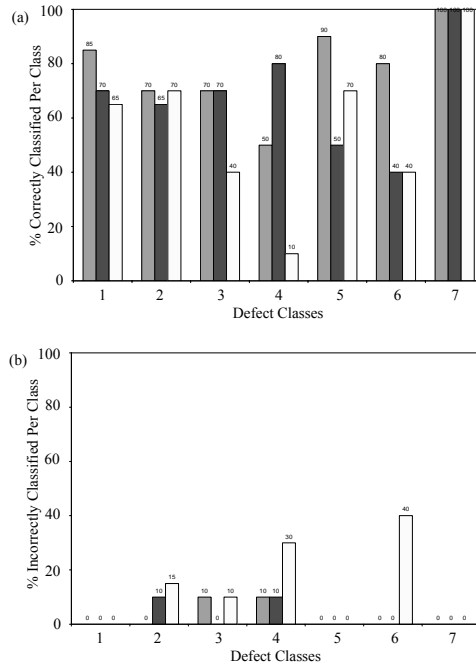 (a)
% Correctly Classified Per Class
100
80
60
40
20
0
85 70 65
70 65 70
70 70 40
50 80 10
90 50 70
80 40 40
100 100 100
1 2 3 4 5 6 7
Defect Classes
(b)
% Incorrectly Classified Per Class
100
80
60
40
20
0
0 0 0
0 10 15
10 0 10
10 10 30
0 0 0
0 0 40
0 0 0
1 2 3 4 5 6 7
Defect Classes